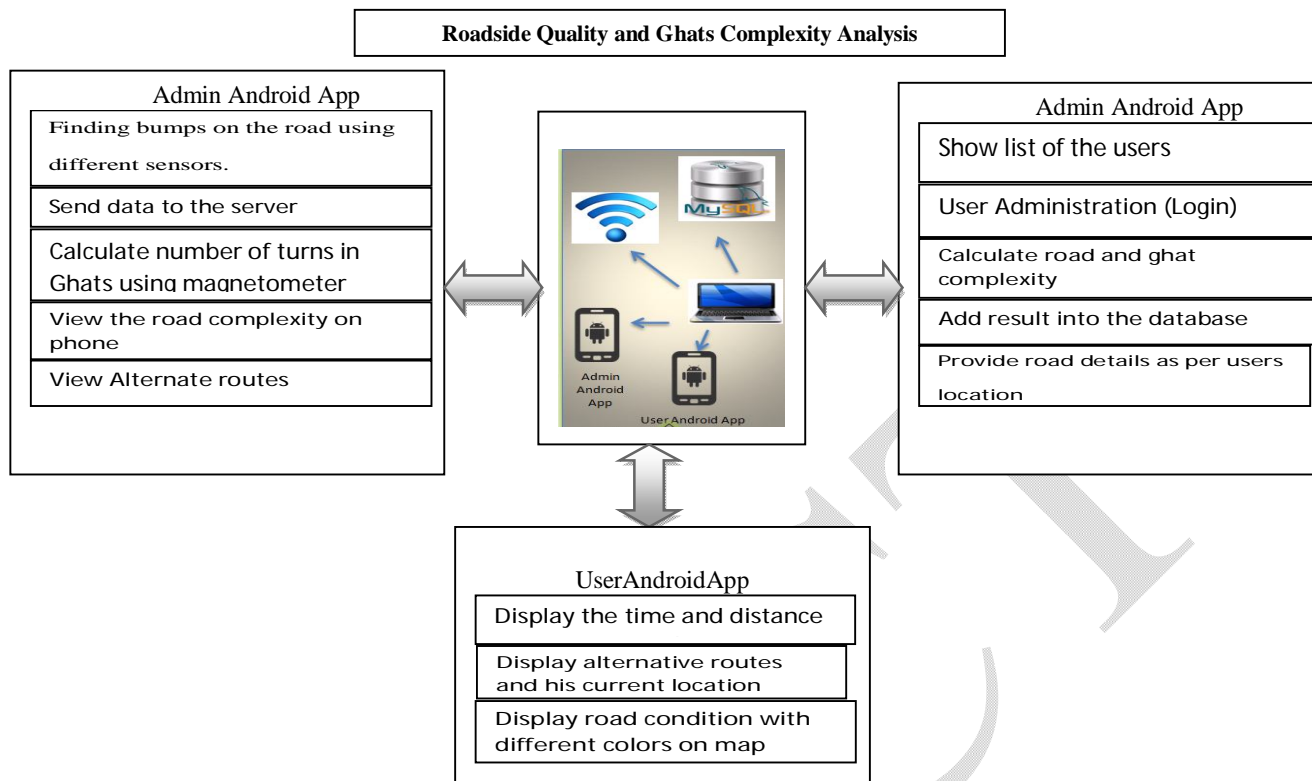 Roadside Quality and Ghats Complexity Analysis
Admin Android App
Finding bumps on the road using
different sensors.
Send data to the server
Calculate number of turns in
Ghats using magnetometer
View the road complexity on
phone
View Alternate routes
MySQL
Admin
Android
App
User Android App
Admin Android App
Show list of the users
User Administration (Login)
Calculate road and ghat
complexity
Add result into the database
Provide road details as per users
location
UserAndroidApp
Display the time and distance
Display alternative routes
and his current location
Display road condition with
different colors on map